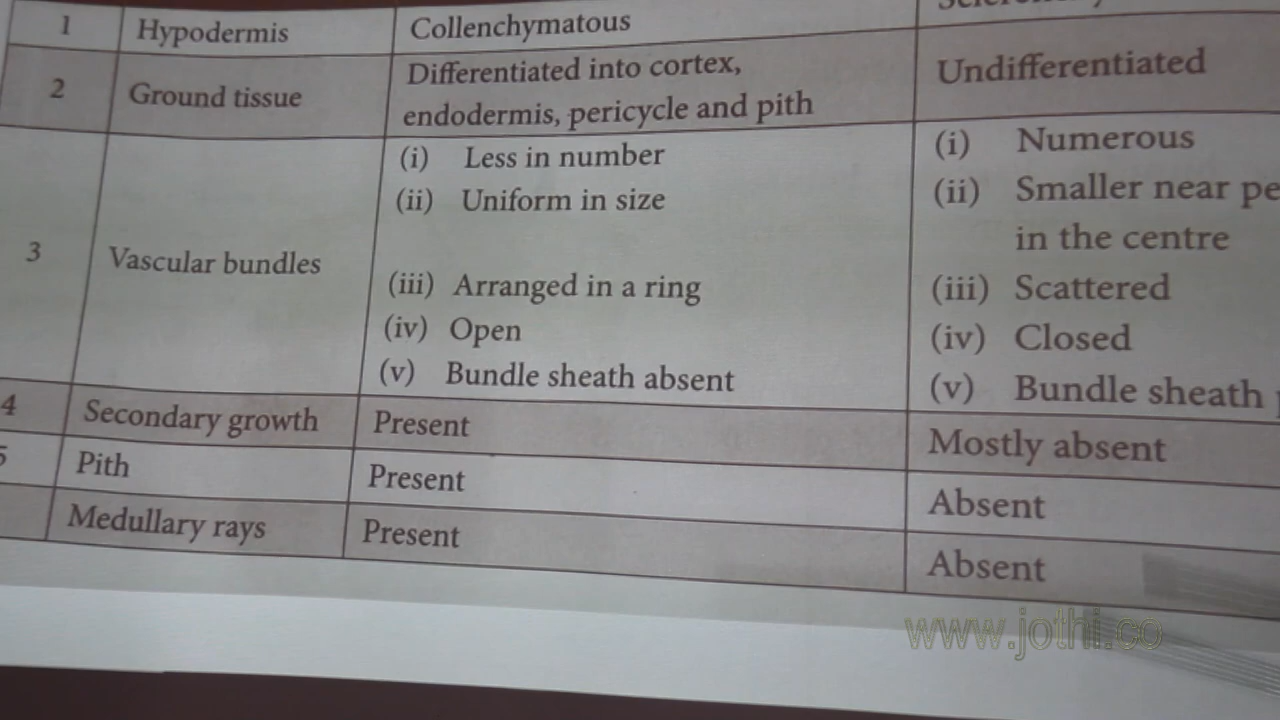 1 Hypodermis Collenchymatous
2 Ground tissue Differentiated into cortex, Undifferentiated
endodermis, pericycle and pith
3 Vascular bundles (i) Less in number (i) Numerous
(ii) Uniform in size (ii) Smaller near pe
in the centre
(iii) Arranged in a ring (iii) Scattered
(iv) Open (iv) Closed
(v) Bundle sheath absent (v) Bundle sheath
4 Secondary growth Present Mostly absent
5 Pith Present Absent
Medullary rays Present Absent
www.jothi.co